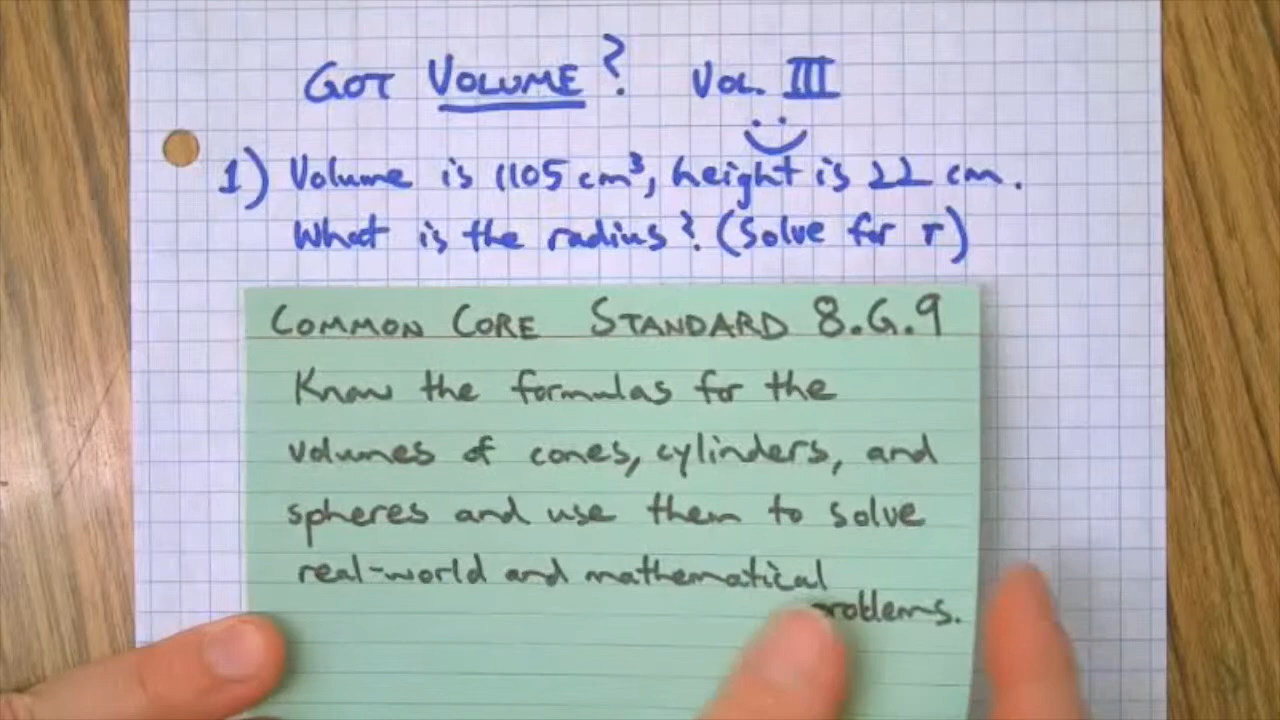 GOT VOLUME? VOL. III
1) Volume is 1105 cm³, height is 22 cm.
What is the radius? (Solve for r)
COMMON CORE STANDARD 8.G.9
Know the formulas for the
volumes of cones, cylinders, and
spheres and use them to solve
real-world and mathematical
problems.